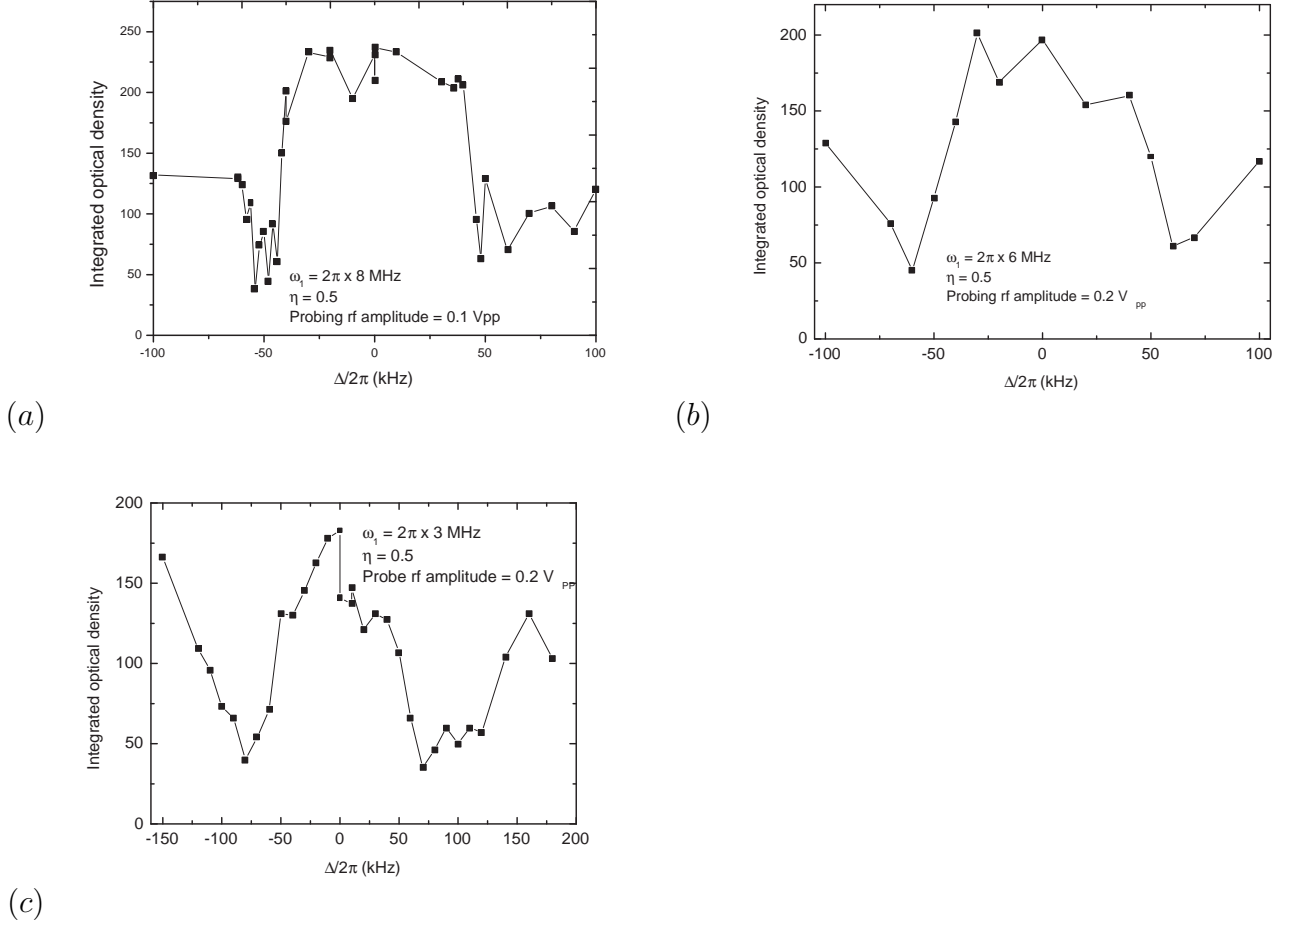 250
200
150
100
50
0
Integrated optical density
ω1 = 2π x 8 MHz
η = 0.5
Probing rf amplitude = 0.1 Vpp
-100 -50 0 50 100
Δ/2π (kHz)
(a)
200
150
100
50
0
Integrated optical density
ω1 = 2π x 6 MHz
η = 0.5
Probing rf amplitude = 0.2 V pp
-100 -50 0 50 100
Δ/2π (kHz)
(b)
200
150
100
50
0
Integrated optical density
ω1 = 2π x 3 MHz
η = 0.5
Probe rf amplitude = 0.2 V PP
-150 -100 -50 0 50 100 150 200
Δ/2π (kHz)
(c)